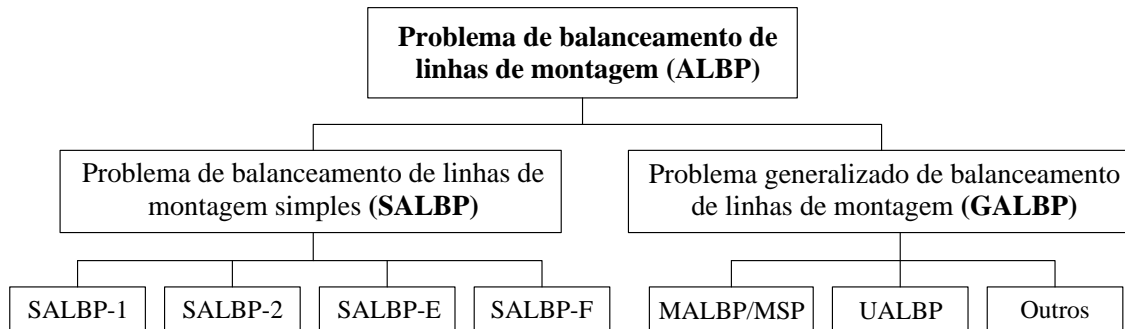 Problema de balanceamento de
linhas de montagem (ALBP)
Problema de balanceamento de linhas de
montagem simples (SALBP)
Problema generalizado de balanceamento
de linhas de montagem (GALBP)
SALBP-1
SALBP-2
SALBP-E
SALBP-F
MALBP/MSP
UALBP
Outros